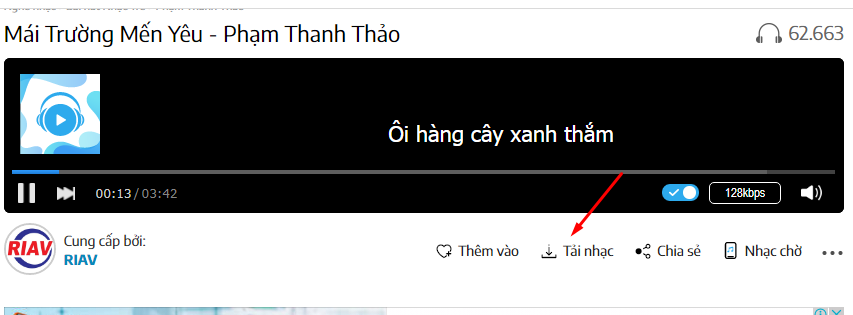 Mái Trường Mến Yêu - Phạm Thanh Thảo
62.663
Ôi hàng cây xanh thắm
00:13 / 03:42
128kbps
RIAV
Cung cấp bởi:
RIAV
Thêm vào
Tải nhạc
Chia sẻ
Nhạc chờ